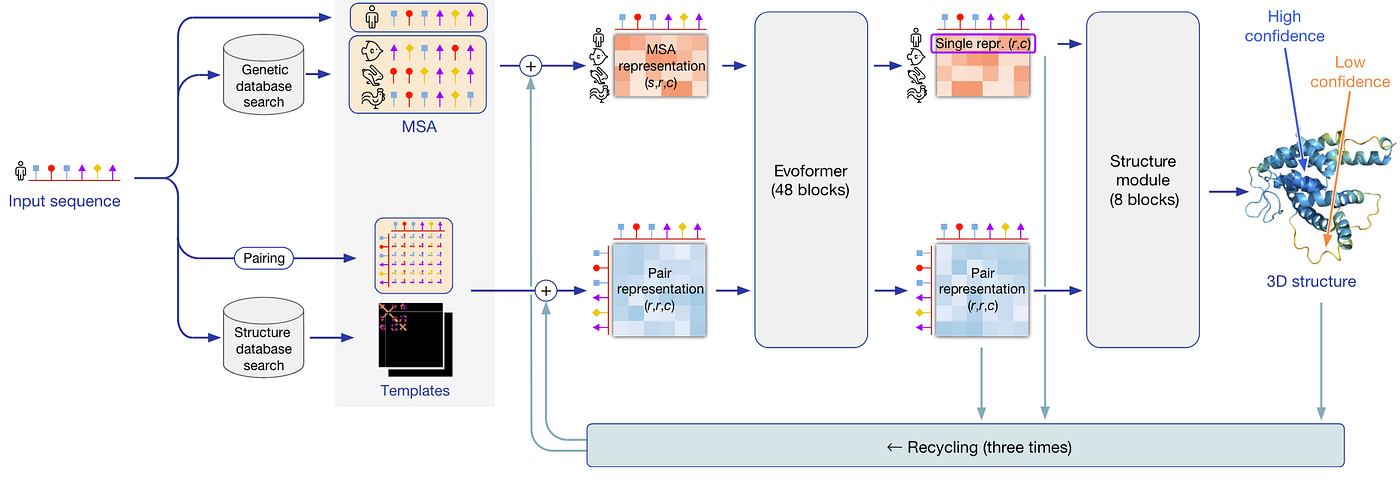 Input sequence
Genetic
database
search
MSA
Pairing
Structure
database
search
Templates
+
+
MSA
representation
(s,r,c)
Pair
representation
(r,r,c)
Evoformer
(48 blocks)
Single repr. (r,c)
Pair
representation
(r,r,c)
Structure
module
(8 blocks)
High
confidence
Low
confidence
3D structure
← Recycling (three times)